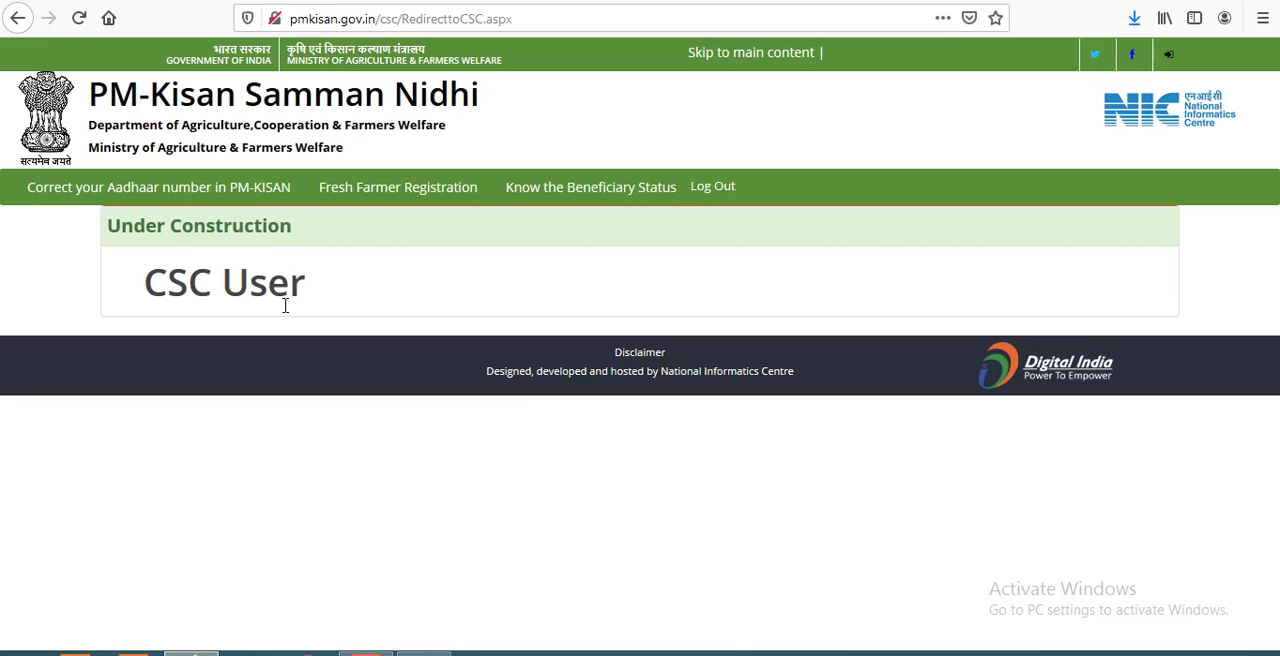 pmkisan.gov.in/csc/RedirecttoCSC.aspx
भारत सरकार
GOVERNMENT OF INDIA
कृषि एवं किसान कल्याण मंत्रालय
MINISTRY OF AGRICULTURE & FARMERS WELFARE
Skip to main content |
PM-Kisan Samman Nidhi
Department of Agriculture,Cooperation & Farmers Welfare
Ministry of Agriculture & Farmers Welfare
सत्यमेव जयते
NIC
एन आई सी
National
Informatics
Centre
Correct your Aadhaar number in PM-KISAN Fresh Farmer Registration Know the Beneficiary Status Log Out
Under Construction
CSC User
Disclaimer
Designed, developed and hosted by National Informatics Centre
Digital India
Power To Empower
Activate Windows
Go to PC settings to activate Windows.